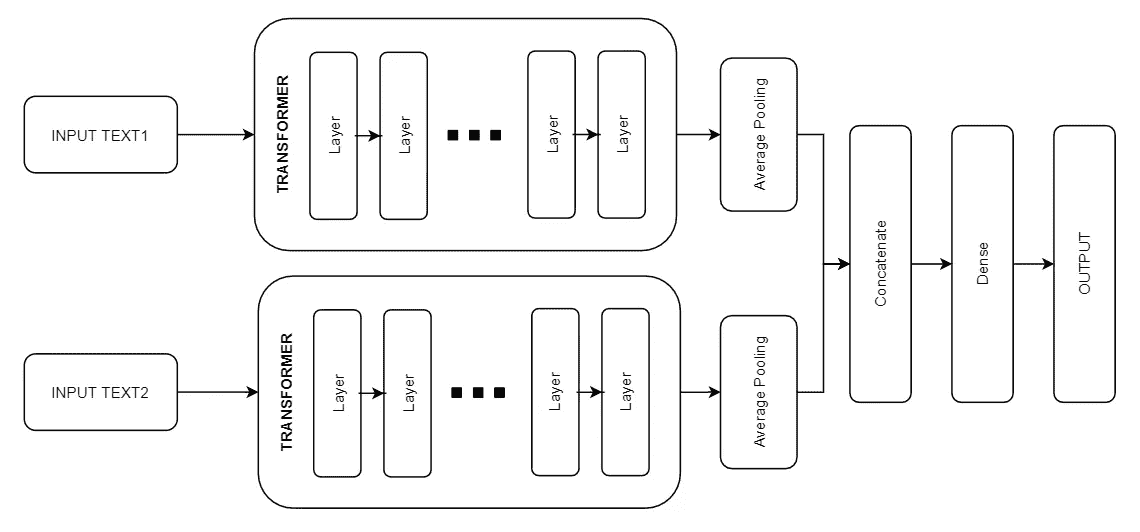 INPUT TEXT1
TRANSFORMER
Layer
Layer
Layer
Layer
Average Pooling
INPUT TEXT2
TRANSFORMER
Layer
Layer
Layer
Layer
Average Pooling
Concatenate
Dense
OUTPUT